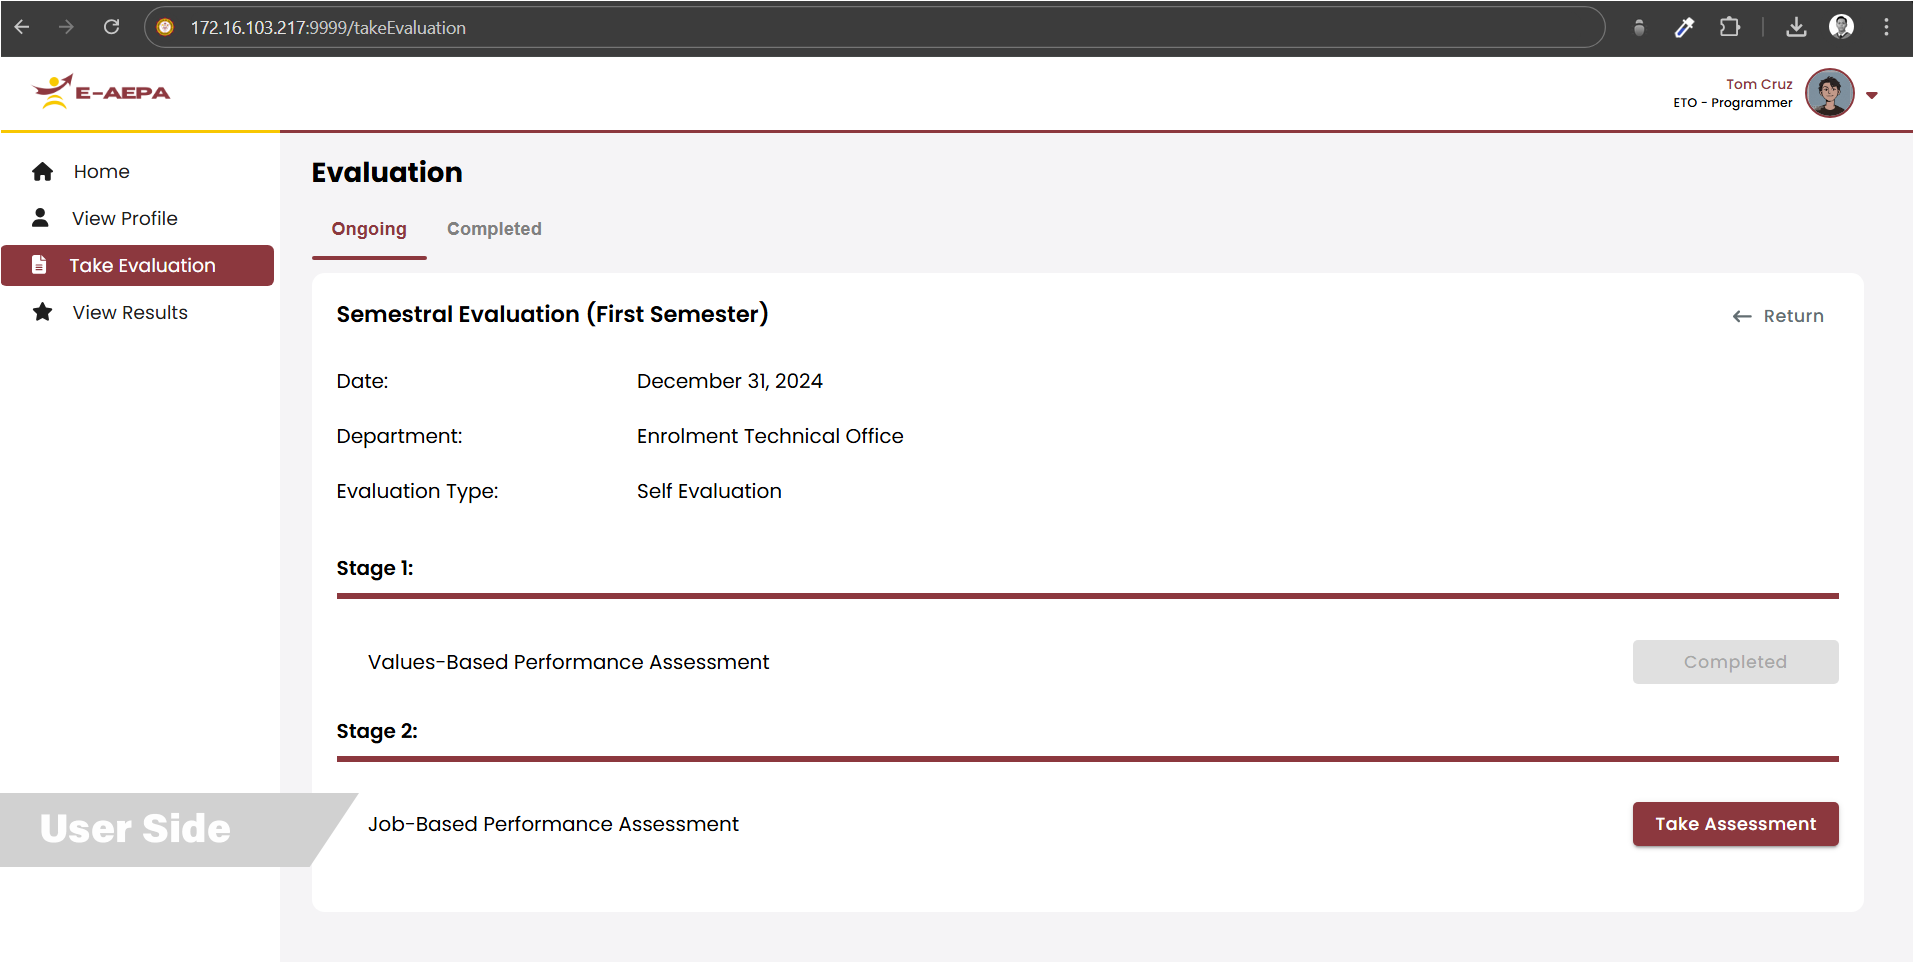 172.16.103.217:9999/takeEvaluation
E-AEPA
Tom Cruz
ETO - Programmer
Home
View Profile
Take Evaluation
View Results
Evaluation
Ongoing
Completed
Semestral Evaluation (First Semester)
Return
Date: December 31, 2024
Department: Enrolment Technical Office
Evaluation Type: Self Evaluation
Stage 1:
Values-Based Performance Assessment
Completed
Stage 2:
Job-Based Performance Assessment
Take Assessment
User Side